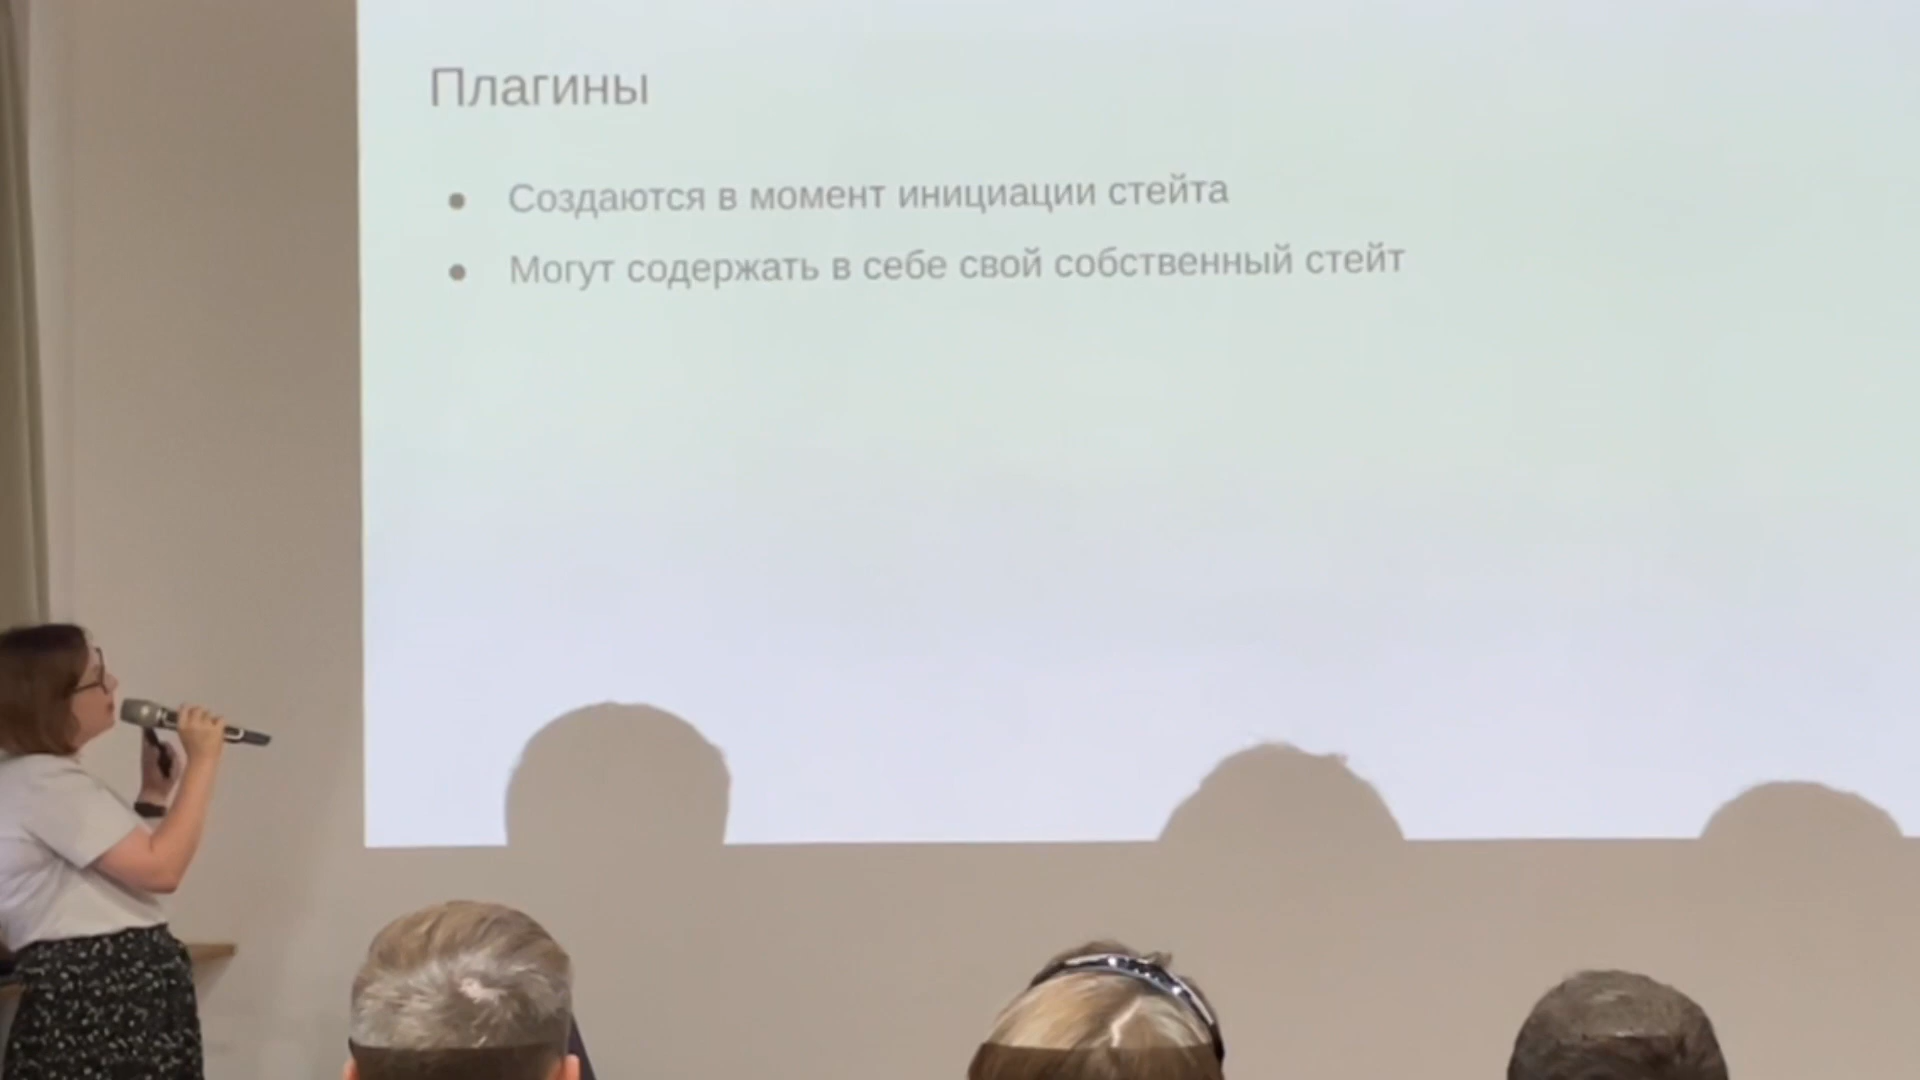 Плагины
● Создаются в момент инициации стейта
● Могут содержать в себе свой собственный стейт